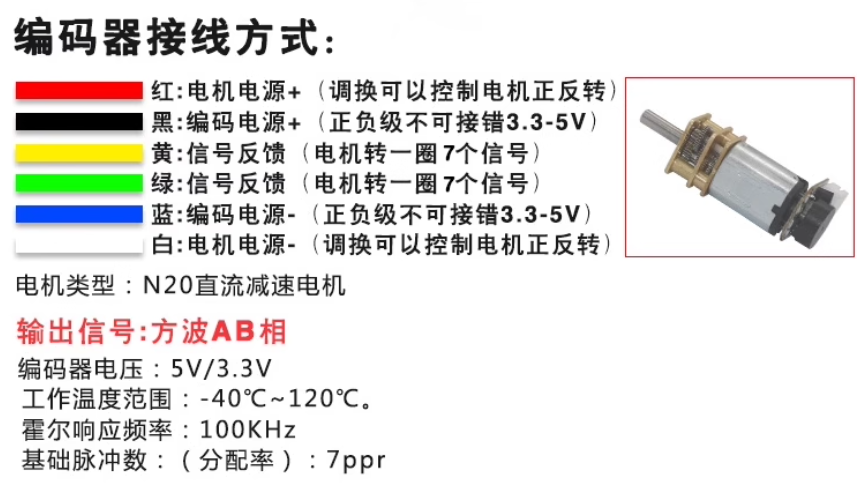 编码器接线方式：
红:电机电源+（调换可以控制电机正反转）
黑:编码电源+（正负级不可接错3.3-5V）
黄:信号反馈（电机转一圈7个信号）
绿:信号反馈（电机转一圈7个信号）
蓝:编码电源-（正负级不可接错3.3-5V）
白:电机电源-（调换可以控制电机正反转）
电机类型：N20直流减速电机
输出信号:方波AB相
编码器电压：5V/3.3V
工作温度范围：-40℃~120℃。
霍尔响应频率：100KHz
基础脉冲数：（分配率）：7ppr